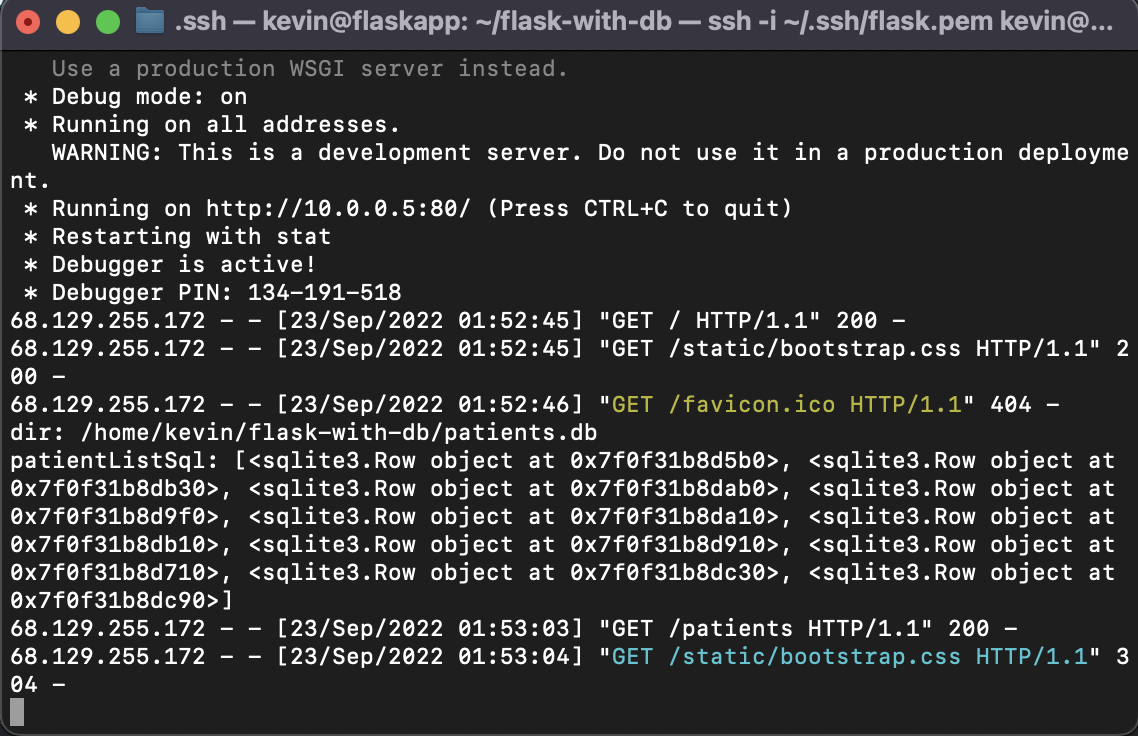 .ssh — kevin@flaskapp: ~/flask-with-db — ssh -i ~/.ssh/flask.pem kevin@...
Use a production WSGI server instead.
* Debug mode: on
* Running on all addresses.
WARNING: This is a development server. Do not use it in a production deployme
nt.
* Running on http://10.0.0.5:80/ (Press CTRL+C to quit)
* Restarting with stat
* Debugger is active!
* Debugger PIN: 134-191-518
68.129.255.172 - - [23/Sep/2022 01:52:45] "GET / HTTP/1.1" 200 -
68.129.255.172 - - [23/Sep/2022 01:52:45] "GET /static/bootstrap.css HTTP/1.1" 2
00 -
68.129.255.172 - - [23/Sep/2022 01:52:46] "GET /favicon.ico HTTP/1.1" 404 -
dir: /home/kevin/flask-with-db/patients.db
patientListSql: [<sqlite3.Row object at 0x7f0f31b8d5b0>, <sqlite3.Row object at
0x7f0f31b8db30>, <sqlite3.Row object at 0x7f0f31b8dab0>, <sqlite3.Row object at
0x7f0f31b8d9f0>, <sqlite3.Row object at 0x7f0f31b8da10>, <sqlite3.Row object at
0x7f0f31b8db10>, <sqlite3.Row object at 0x7f0f31b8d910>, <sqlite3.Row object at
0x7f0f31b8d710>, <sqlite3.Row object at 0x7f0f31b8dc30>, <sqlite3.Row object at
0x7f0f31b8dc90>]
68.129.255.172 - - [23/Sep/2022 01:53:03] "GET /patients HTTP/1.1" 200 -
68.129.255.172 - - [23/Sep/2022 01:53:04] "GET /static/bootstrap.css HTTP/1.1" 3
04 -